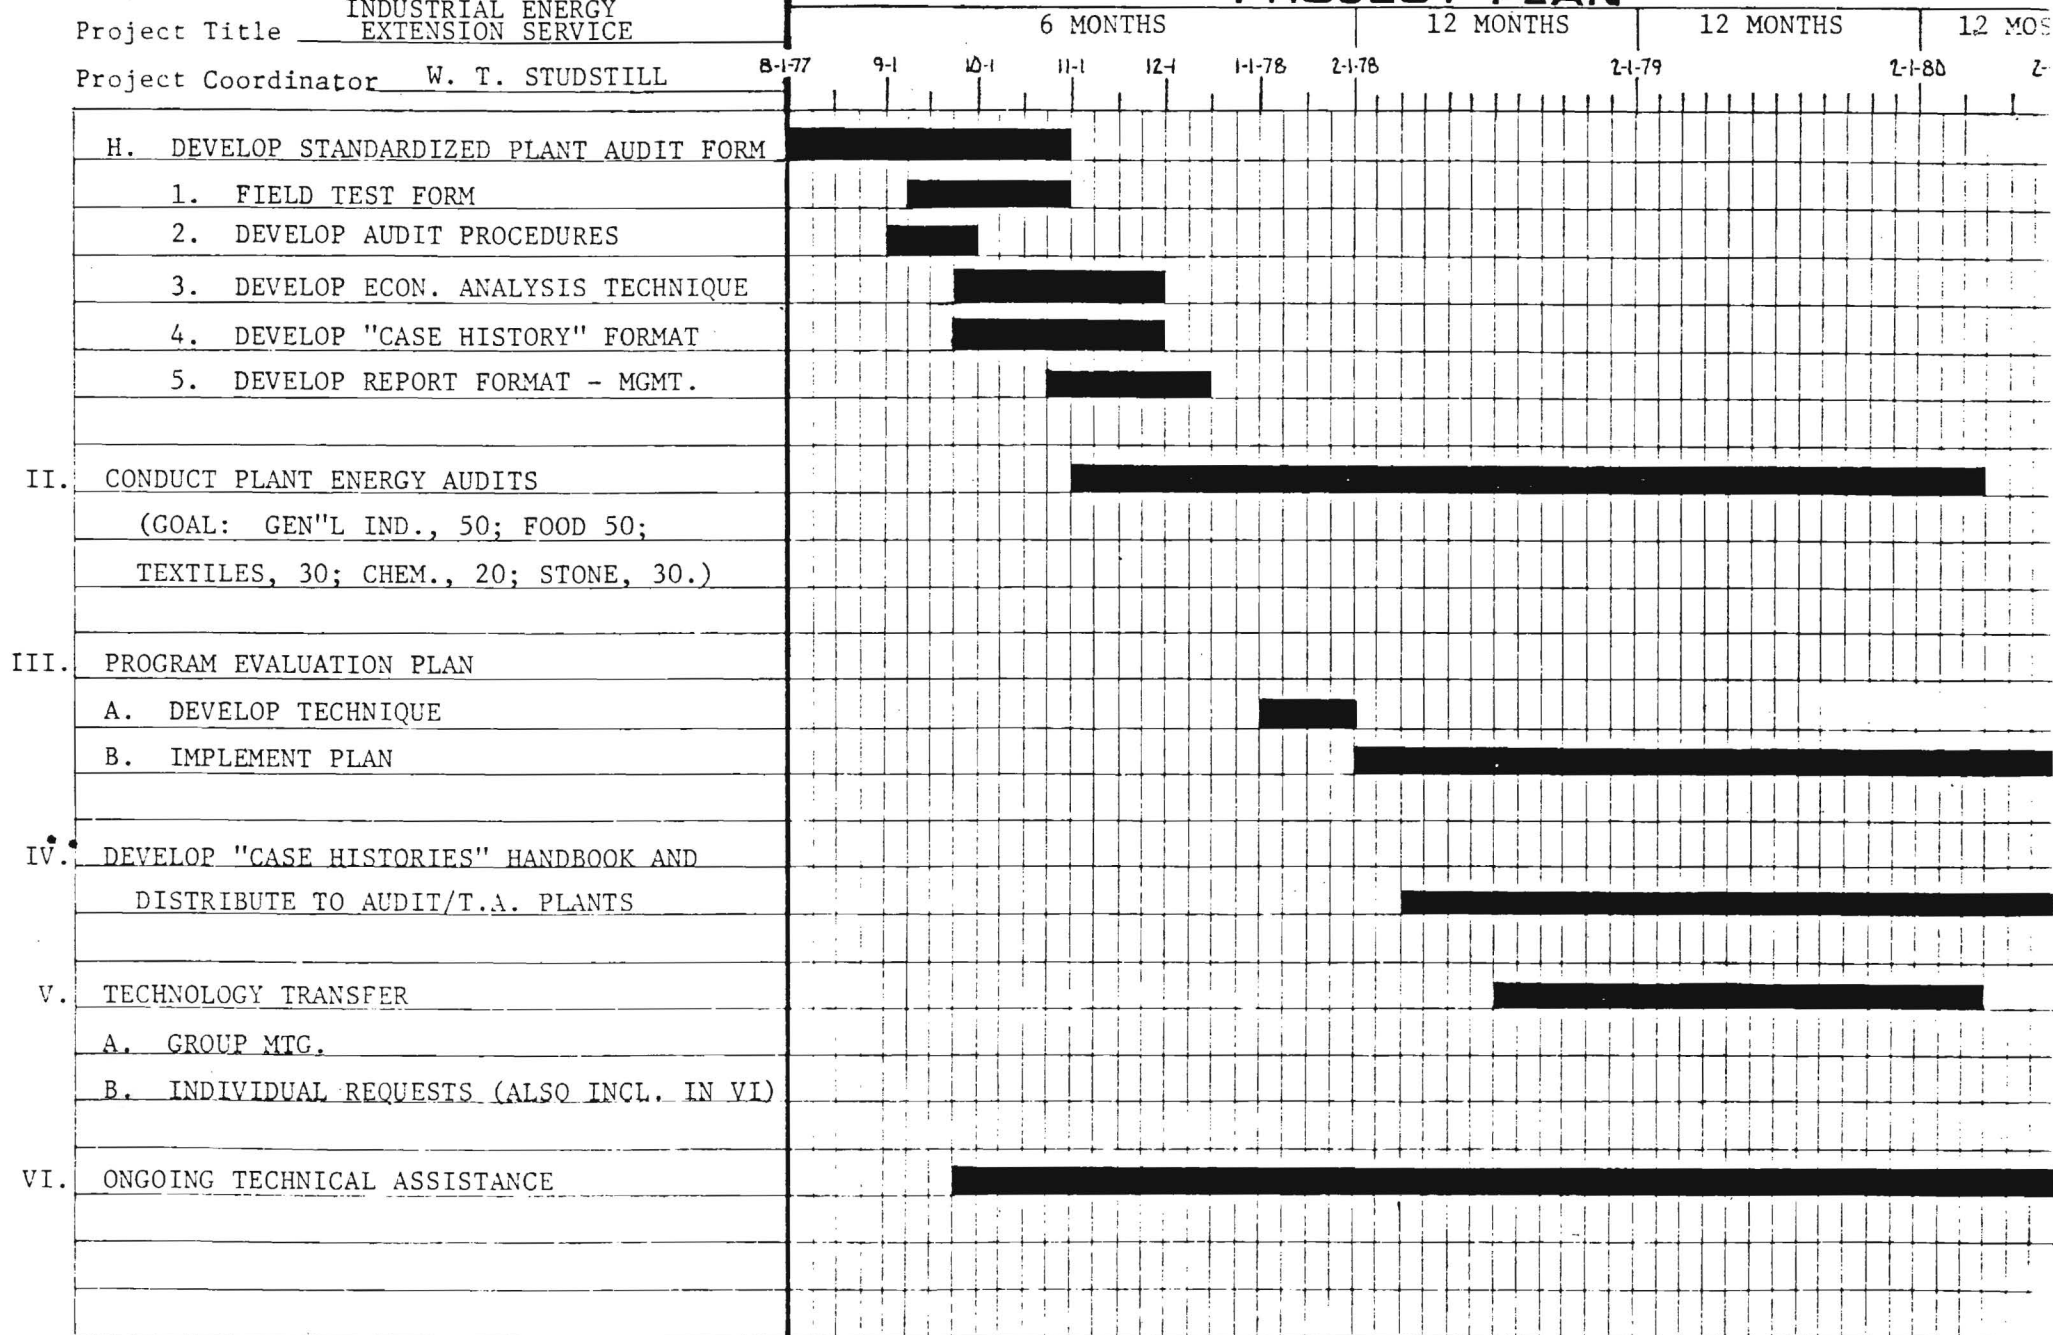 PROJECT PLAN
INDUSTRIAL ENERGY
Project Title EXTENSION SERVICE
6 MONTHS 12 MONTHS 12 MONTHS 12 MOS
Project Coordinator W. T. STUDSTILL
8-1-77 9-1 10-1 11-1 12-1 1-1-78 2-1-78 2-1-79 2-1-80 2-
H. DEVELOP STANDARDIZED PLANT AUDIT FORM
1. FIELD TEST FORM
2. DEVELOP AUDIT PROCEDURES
3. DEVELOP ECON. ANALYSIS TECHNIQUE
4. DEVELOP "CASE HISTORY" FORMAT
5. DEVELOP REPORT FORMAT - MGMT.
II. CONDUCT PLANT ENERGY AUDITS
(GOAL: GEN"L IND., 50; FOOD 50;
TEXTILES, 30; CHEM., 20; STONE, 30.)
III. PROGRAM EVALUATION PLAN
A. DEVELOP TECHNIQUE
B. IMPLEMENT PLAN
IV. DEVELOP "CASE HISTORIES" HANDBOOK AND
DISTRIBUTE TO AUDIT/T.A. PLANTS
V. TECHNOLOGY TRANSFER
A. GROUP MTG.
B. INDIVIDUAL REQUESTS (ALSO INCL. IN VI)
VI. ONGOING TECHNICAL ASSISTANCE